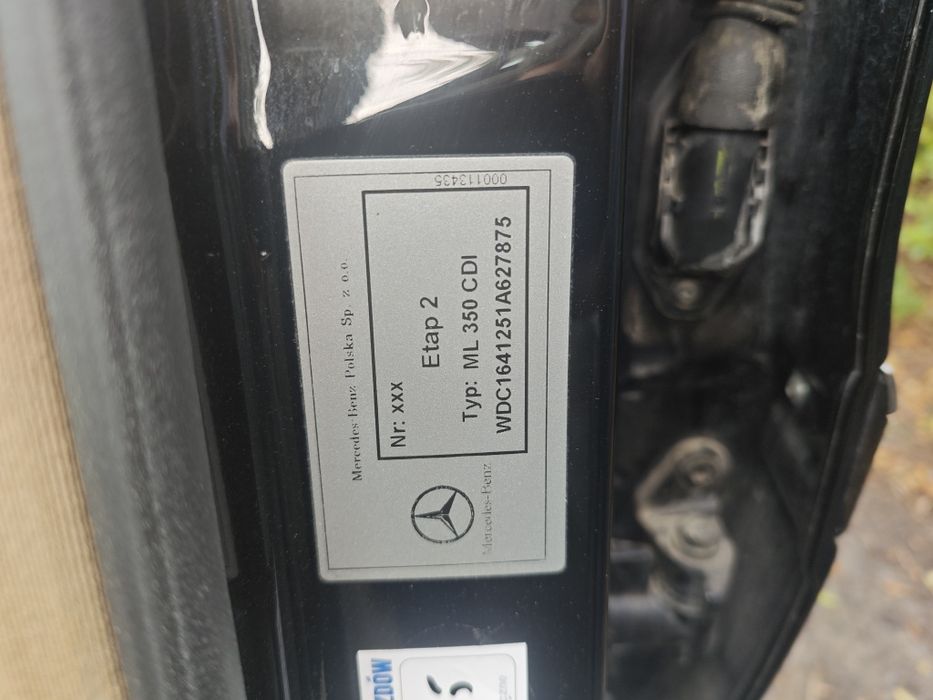 Mercedes-Benz Polska Sp. z o.o.
Nr: xxx
Etap 2
Typ: ML 350 CDI
WDC1641251A627875
000113435
Mercedes-Benz